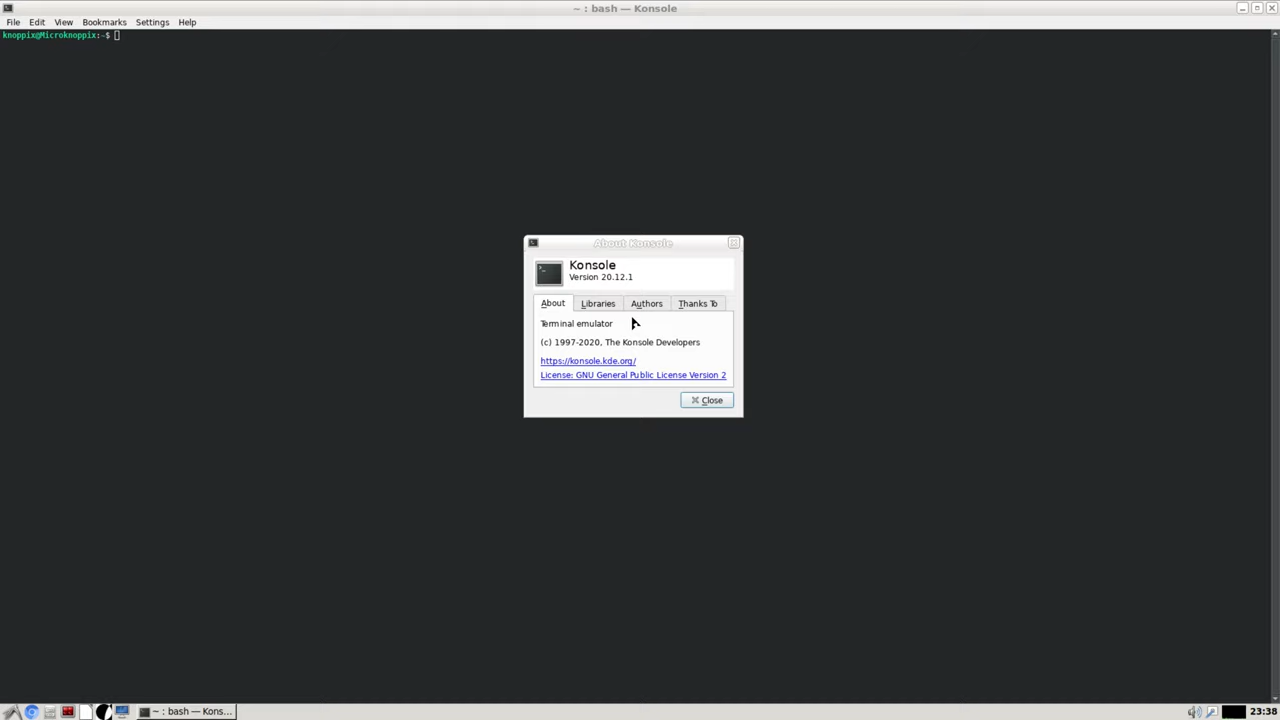 ~ : bash — Konsole
File Edit View Bookmarks Settings Help
knoppix@Microknoppix:~$
About Konsole
Konsole
Version 20.12.1
About Libraries Authors Thanks To
Terminal emulator
(c) 1997-2020, The Konsole Developers
https://konsole.kde.org/
License: GNU General Public License Version 2
Close
~ : bash — Kons...
23:38